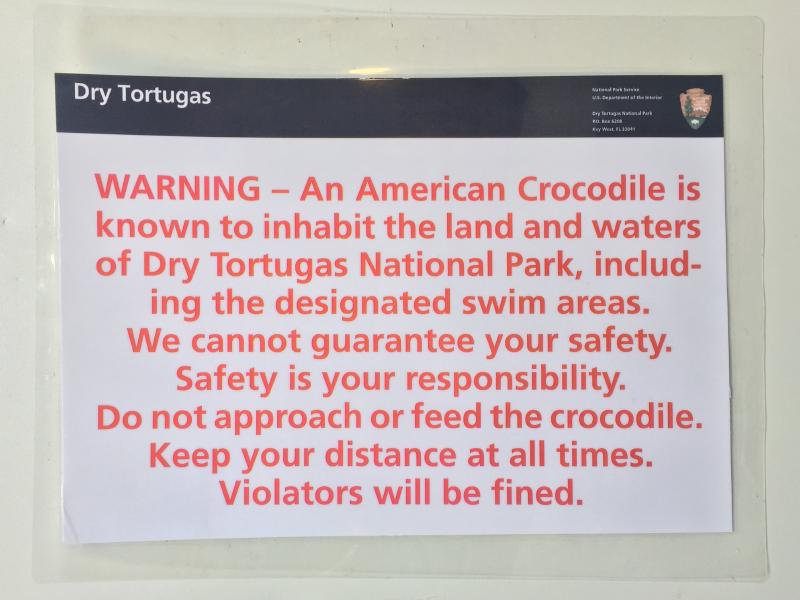 Dry Tortugas
National Park Service
U.S. Department of the Interior
Dry Tortugas National Park
P.O. Box 6208
Key West, FL 33041
WARNING – An American Crocodile is
known to inhabit the land and waters
of Dry Tortugas National Park, includ-
ing the designated swim areas.
We cannot guarantee your safety.
Safety is your responsibility.
Do not approach or feed the crocodile.
Keep your distance at all times.
Violators will be fined.